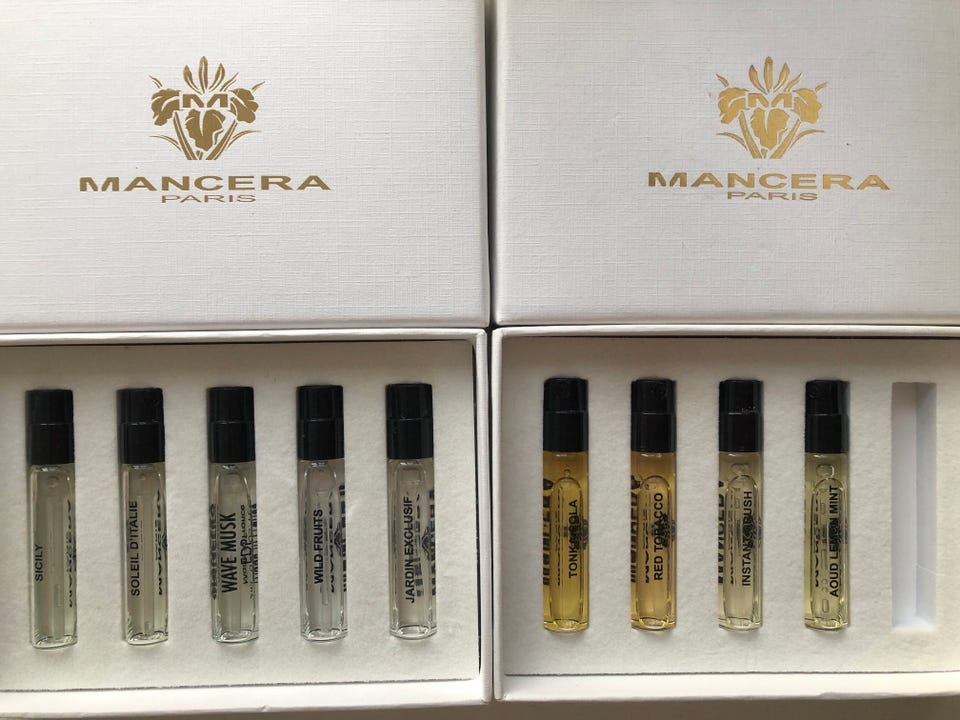 M
MANCERA
PARIS
M
MANCERA
PARIS
SICILY
SOLEIL D'ITALIE
WAVE MUSK
WILD FRUITS
JARDIN EXCLUSIF
TONKA COLA
RED TOBACCO
INSTANT CRUSH
AOUD LEMON MINT